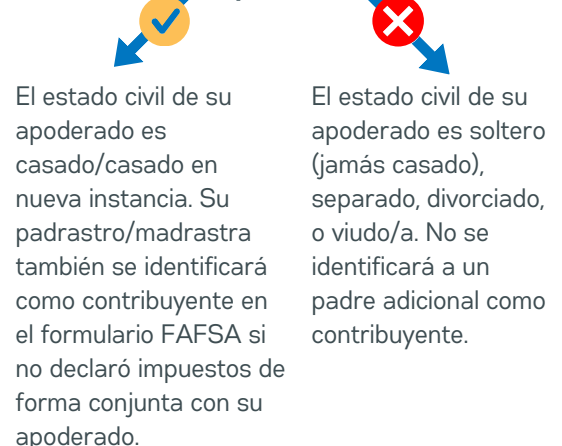 El estado civil de su
apoderado es
casado/casado en
nueva instancia. Su
padrastro/madrastra
también se identificará
como contribuyente en
el formulario FAFSA si
no declaró impuestos de
forma conjunta con su
apoderado.
El estado civil de su
apoderado es soltero
(jamás casado),
separado, divorciado,
o viudo/a. No se
identificará a un
padre adicional como
contribuyente.